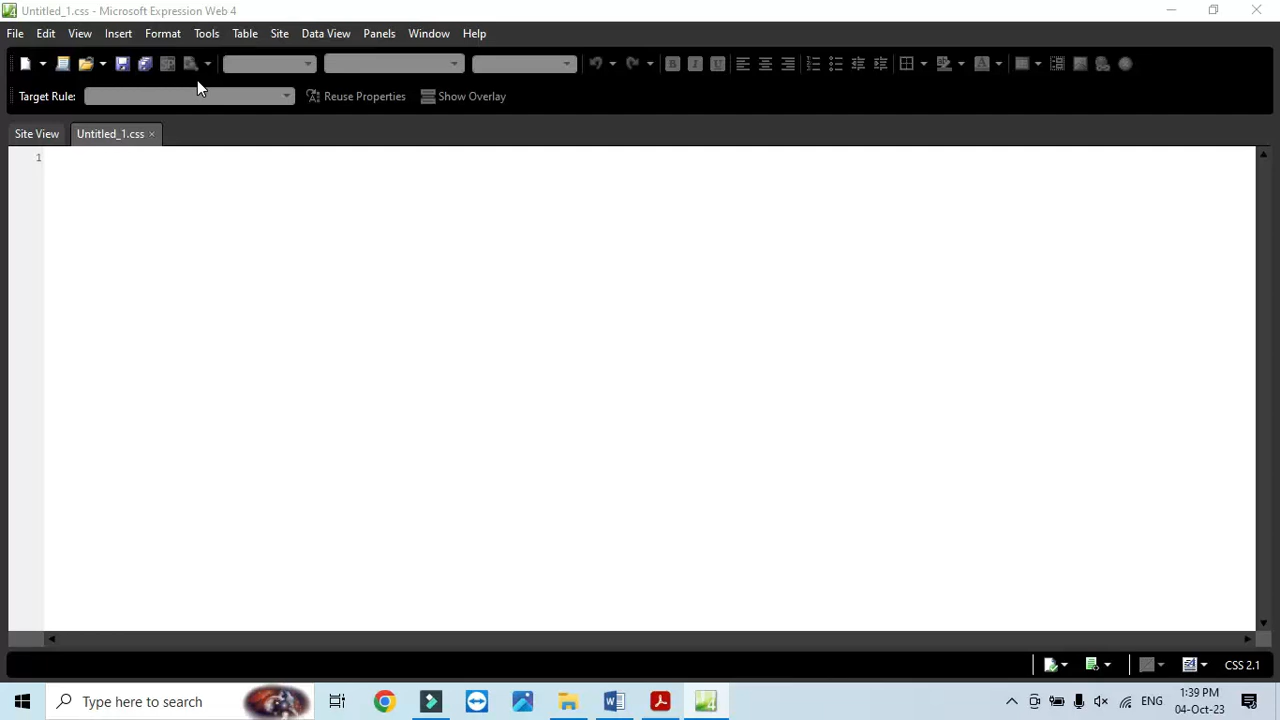 Untitled_1.css - Microsoft Expression Web 4
File Edit View Insert Format Tools Table Site Data View Panels Window Help
Target Rule: Reuse Properties Show Overlay
Site View Untitled_1.css ×
1
CSS 2.1
Type here to search
ENG
1:39 PM
04-Oct-23